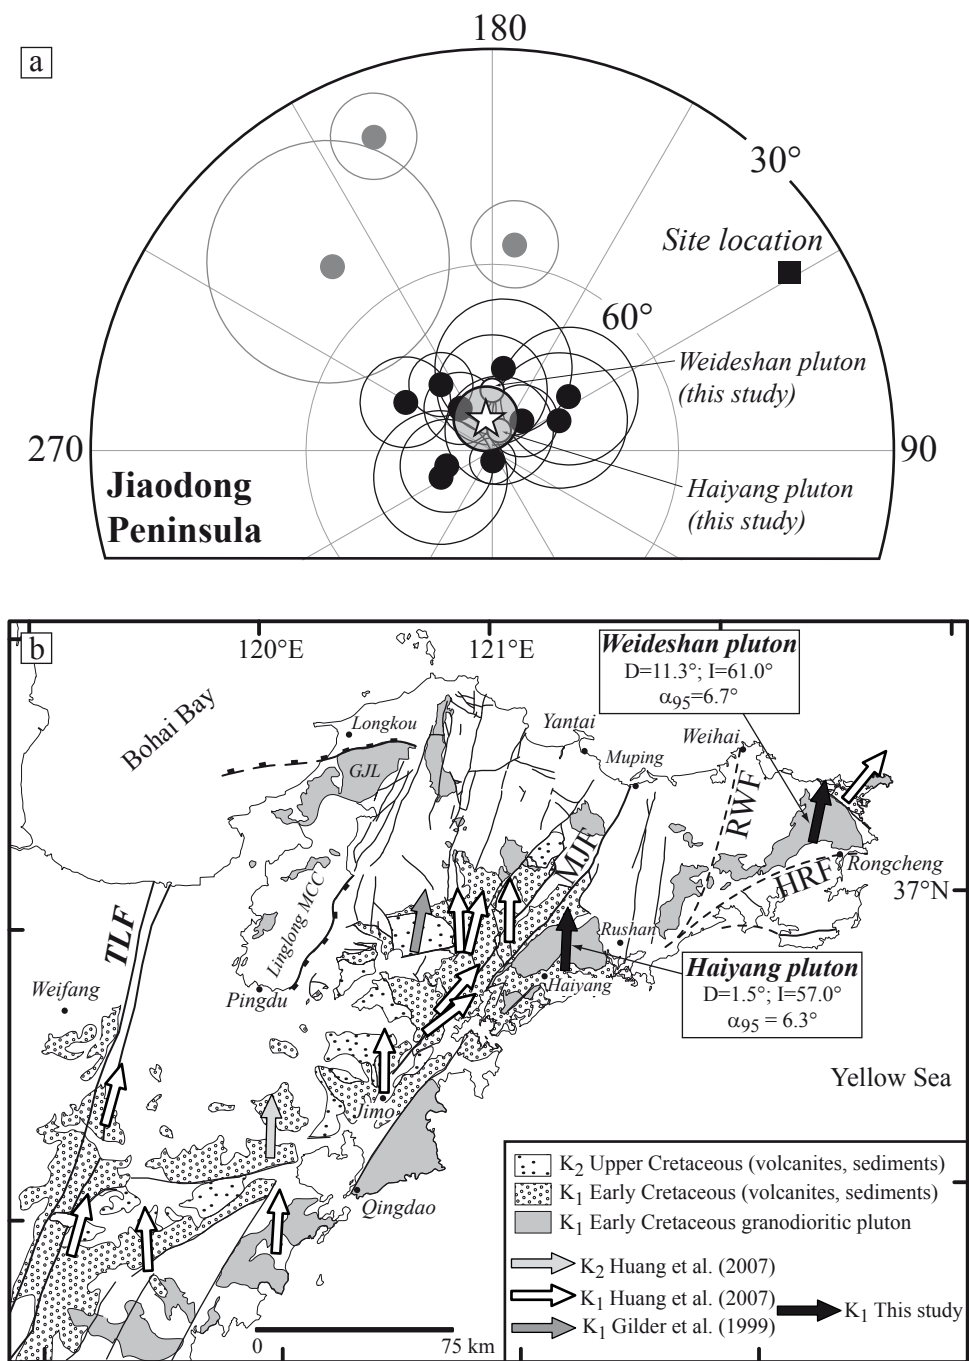 a
180
30°
Site location
60°
Weideshan pluton
(this study)
270
90
Jiaodong
Peninsula
Haiyang pluton
(this study)
b
120°E
121°E
Weideshan pluton
D=11.3°; I=61.0°
α95=6.7°
Bohai Bay
Longkou
Yantai
Weihai
Muping
GJL
RWF
WMJF
Rongcheng
HRF
37°N
TLF
Linglong MCC
Rushan
Weifang
Pingdu
Haiyang
Haiyang pluton
D=1.5°; I=57.0°
α95 = 6.3°
Yellow Sea
Jimo
Qingdao
K2 Upper Cretaceous (volcanites, sediments)
K1 Early Cretaceous (volcanites, sediments)
K1 Early Cretaceous granodioritic pluton
K2 Huang et al. (2007)
K1 Huang et al. (2007)
K1 This study
K1 Gilder et al. (1999)
0 75 km